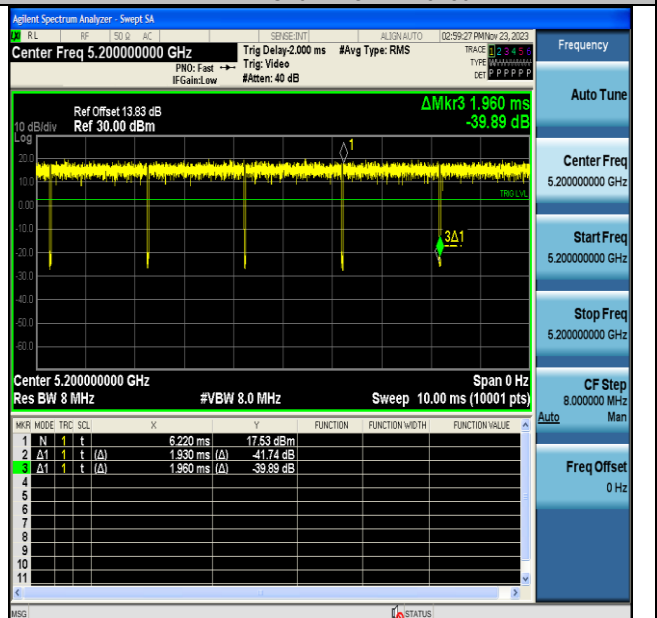 Agilent Spectrum Analyzer - Swept SA
RL RF 50 Ω AC SENSE:INT ALIGN AUTO 02:59:27 PM Nov 23, 2023
Center Freq 5.200000000 GHz
Trig Delay-2.000 ms #Avg Type: RMS
TRACE 1 2 3 4 5 6
PNO: Fast Trig: Video
TYPE
IFGain:Low #Atten: 40 dB
DET P P P P P P
Frequency
ΔMkr3 1.960 ms
-39.89 dB
Ref Offset 13.83 dB
10 dB/div Ref 30.00 dBm
Log
20.0
10.0
0.00
-10.0
-20.0
-30.0
-40.0
-50.0
-60.0
1
TRIG LVL
3Δ1
Center 5.200000000 GHz Span 0 Hz
Res BW 8 MHz #VBW 8.0 MHz Sweep 10.00 ms (10001 pts)
MKR MODE TRC SCL X Y FUNCTION FUNCTION WIDTH FUNCTION VALUE
1 N 1 t 6.220 ms 17.53 dBm
2 Δ1 1 t (Δ) 1.930 ms (Δ) -41.74 dB
3 Δ1 1 t (Δ) 1.960 ms (Δ) -39.89 dB
4
5
6
7
8
9
10
11
MSG STATUS
Auto Tune
Center Freq
5.200000000 GHz
Start Freq
5.200000000 GHz
Stop Freq
5.200000000 GHz
CF Step
8.000000 MHz
Auto Man
Freq Offset
0 Hz